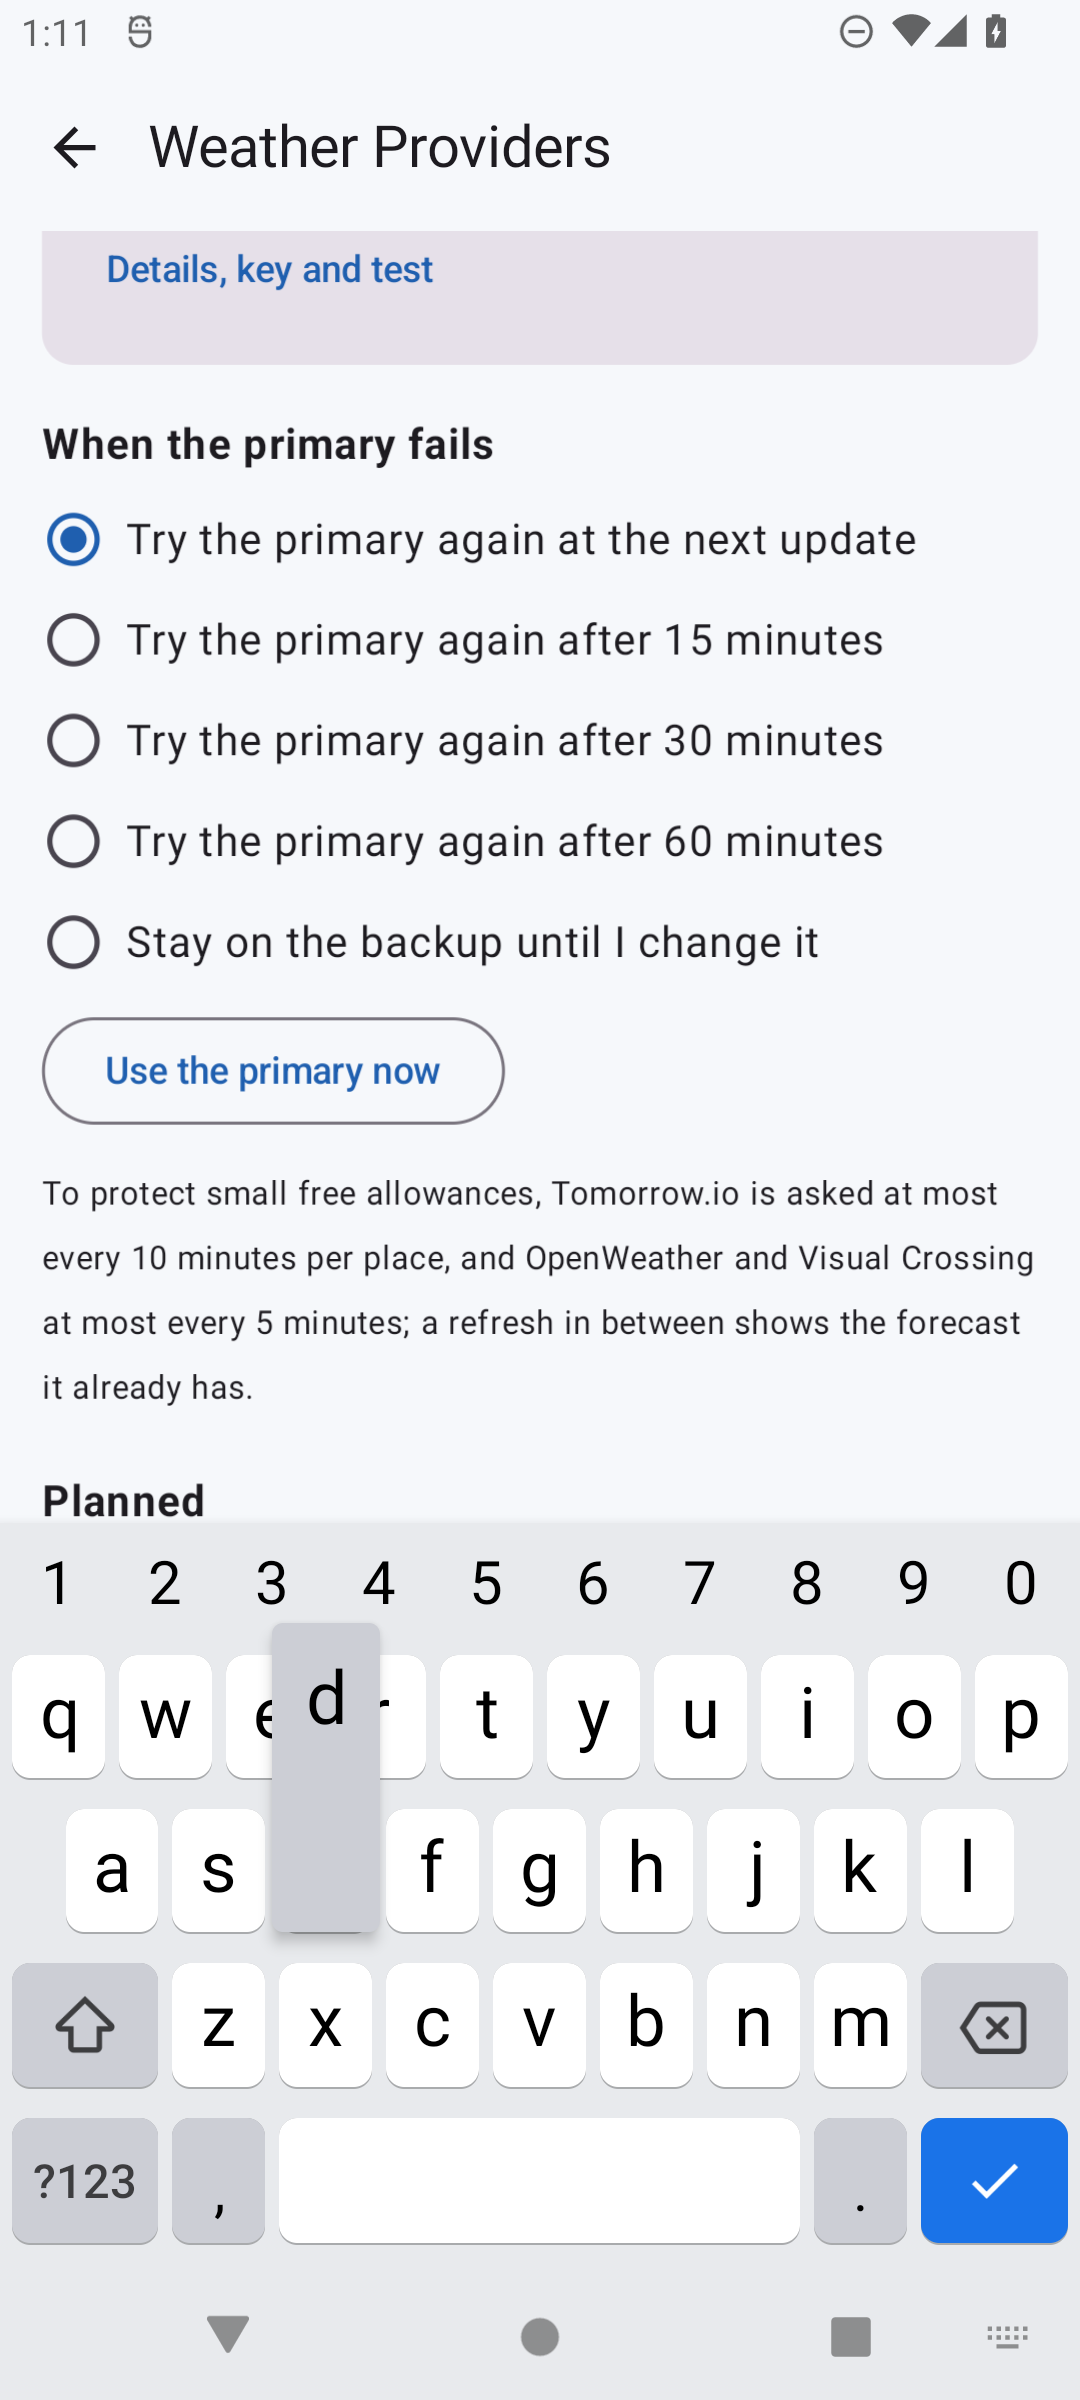 1:11
Weather Providers
Details, key and test
When the primary fails
Try the primary again at the next update
Try the primary again after 15 minutes
Try the primary again after 30 minutes
Try the primary again after 60 minutes
Stay on the backup until I change it
Use the primary now
To protect small free allowances, Tomorrow.io is asked at most
every 10 minutes per place, and OpenWeather and Visual Crossing
at most every 5 minutes; a refresh in between shows the forecast
it already has.
Planned
1 2 3 4 5 6 7 8 9 0
q w e d r t y u i o p
a s f g h j k l
z x c v b n m
?123 , .